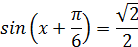 sin(x + π/6) = √2/2